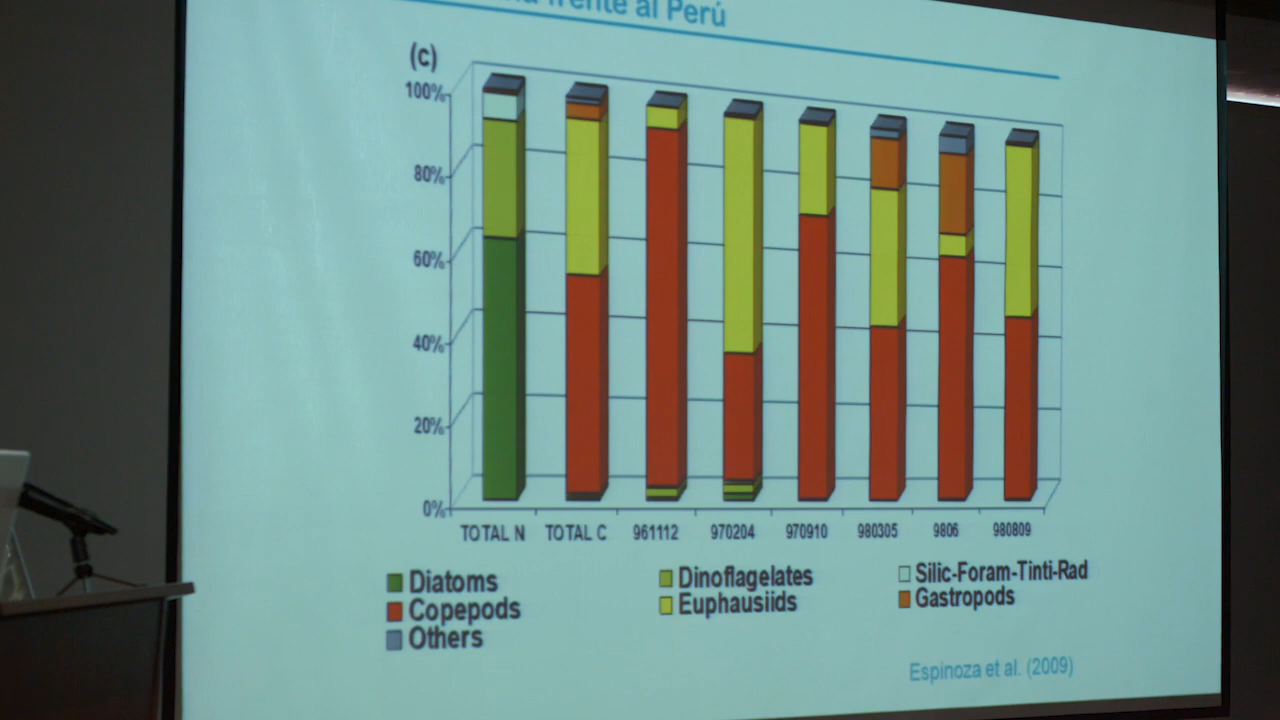 frente al Perú
(c)
100%
80%
60%
40%
20%
0%
TOTAL N TOTAL C 961112 970204 970910 980305 9806 980809
Diatoms Dinoflagelates Silic-Foram-Tinti-Rad
Copepods Euphausiids Gastropods
Others
Espinoza et al. (2009)